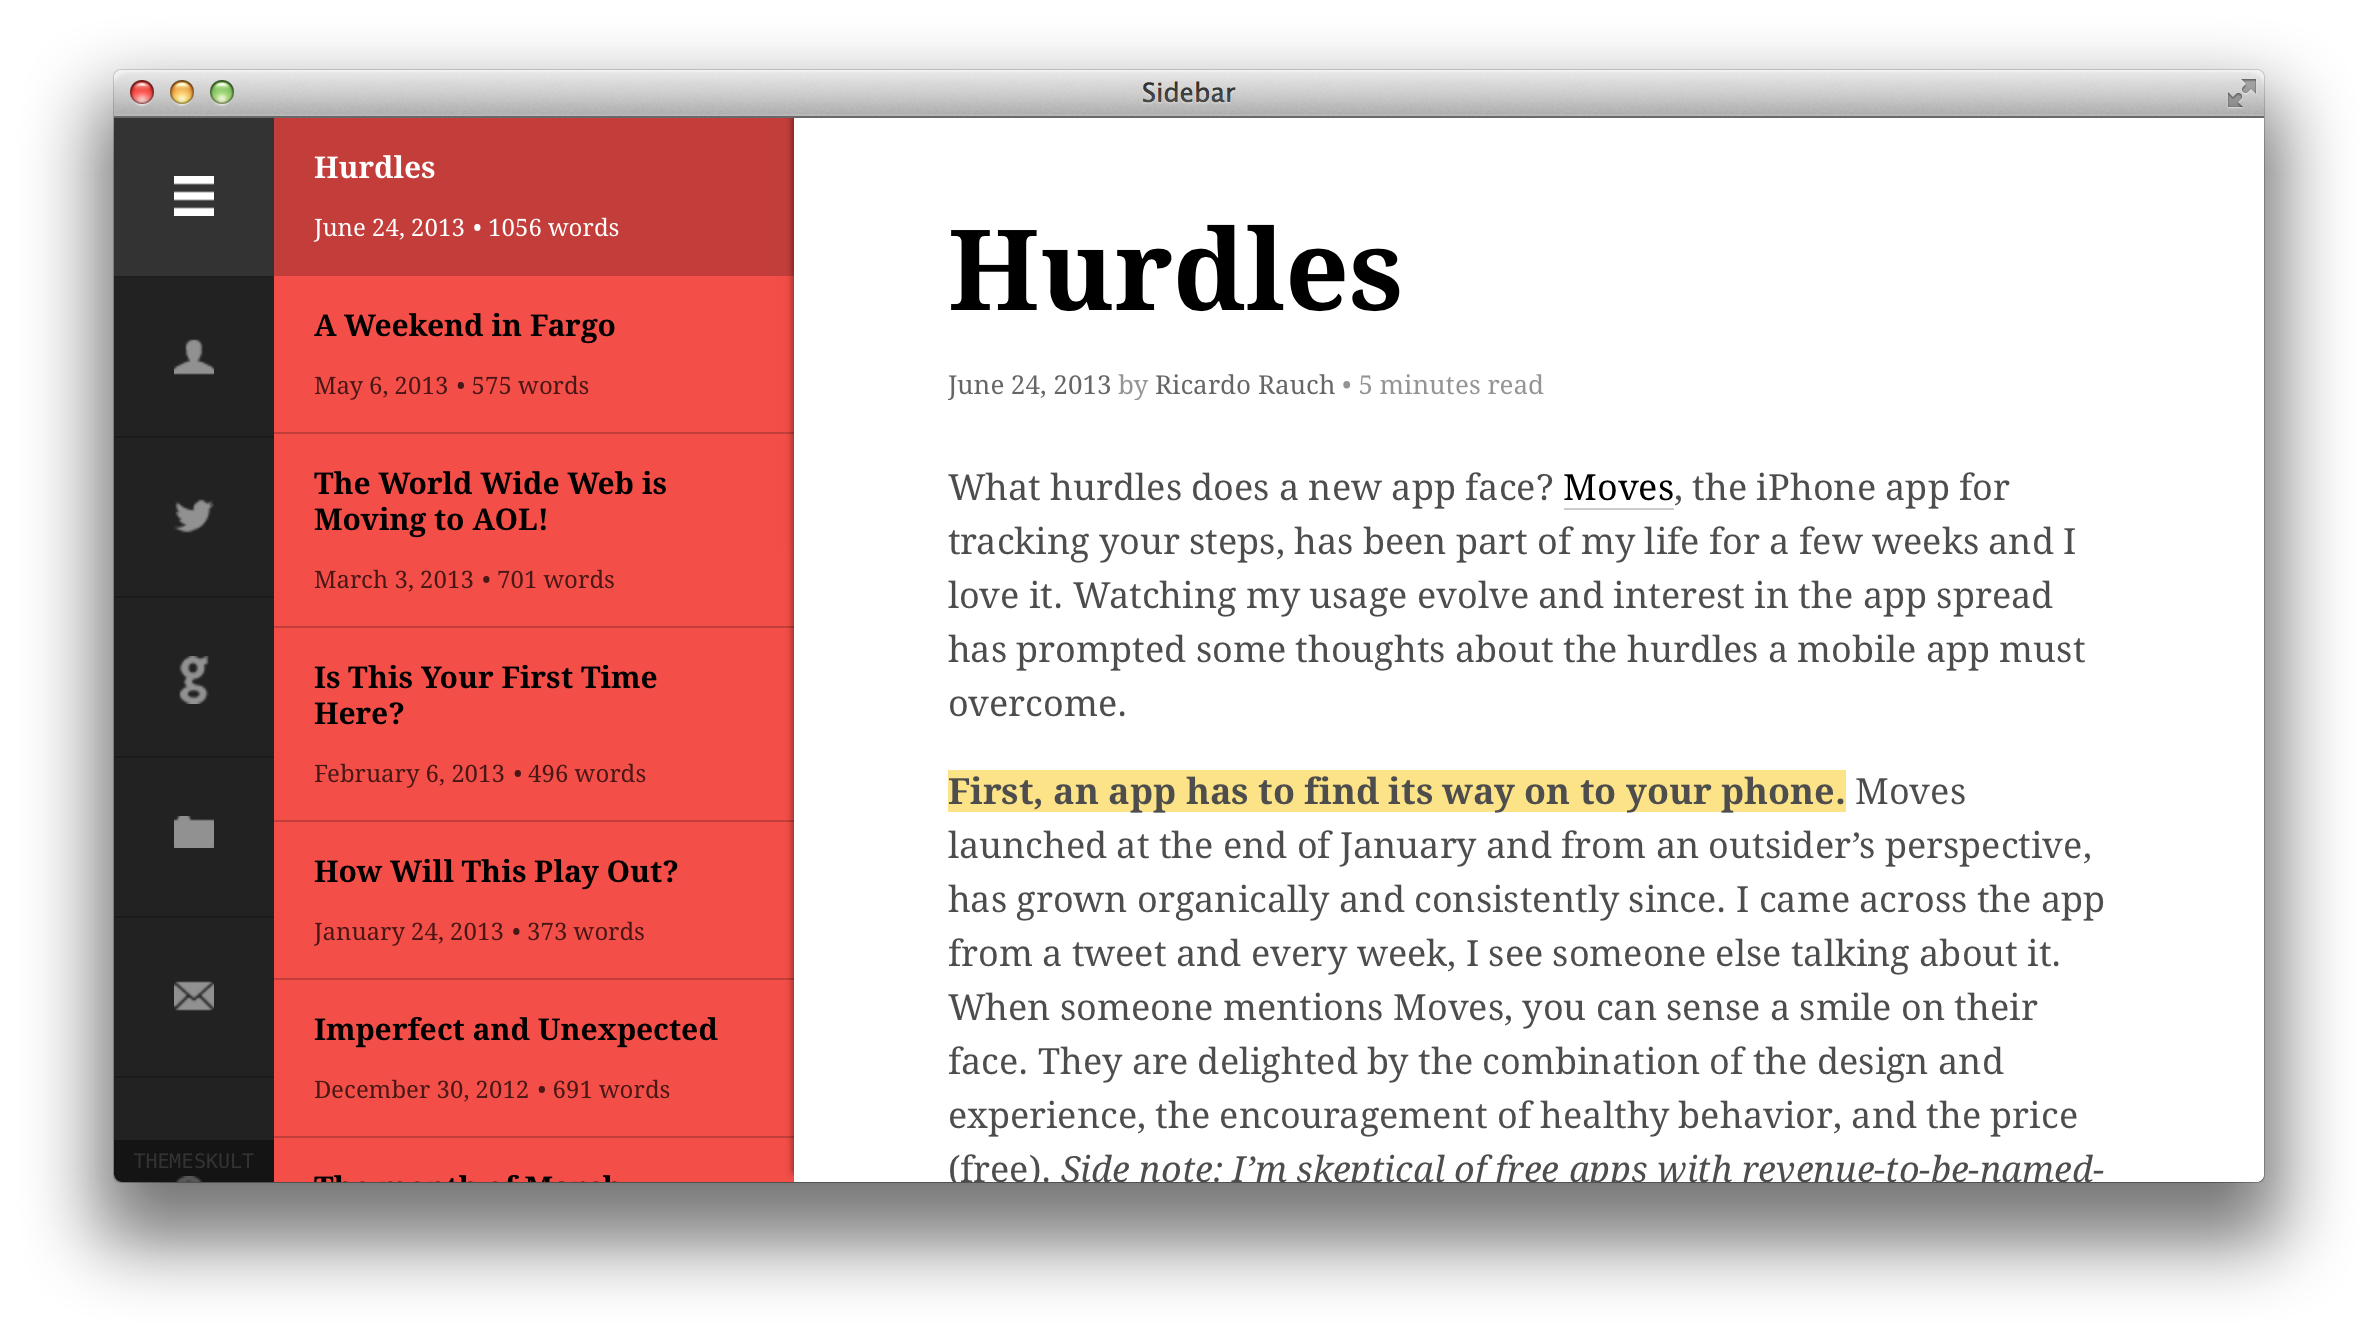 Sidebar
Hurdles
June 24, 2013 • 1056 words
A Weekend in Fargo
May 6, 2013 • 575 words
The World Wide Web is
Moving to AOL!
March 3, 2013 • 701 words
Is This Your First Time
Here?
February 6, 2013 • 496 words
How Will This Play Out?
January 24, 2013 • 373 words
Imperfect and Unexpected
December 30, 2012 • 691 words
The month of March
THEMESKULT
Hurdles
June 24, 2013 by Ricardo Rauch • 5 minutes read
What hurdles does a new app face? Moves, the iPhone app for
tracking your steps, has been part of my life for a few weeks and I
love it. Watching my usage evolve and interest in the app spread
has prompted some thoughts about the hurdles a mobile app must
overcome.
First, an app has to find its way on to your phone. Moves
launched at the end of January and from an outsider’s perspective,
has grown organically and consistently since. I came across the app
from a tweet and every week, I see someone else talking about it.
When someone mentions Moves, you can sense a smile on their
face. They are delighted by the combination of the design and
experience, the encouragement of healthy behavior, and the price
(free). Side note: I’m skeptical of free apps with revenue-to-be-named-